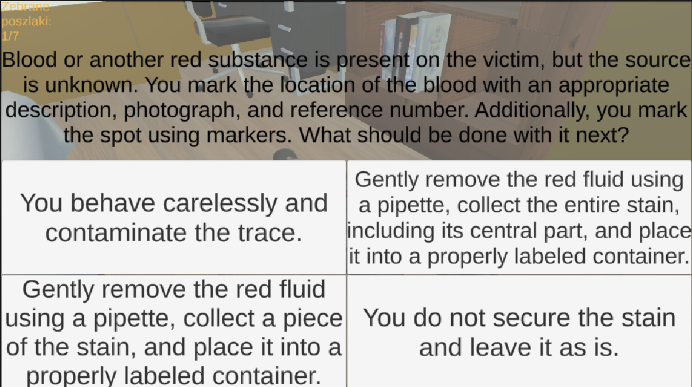 Zebrane
poszlaki:
1/7
Blood or another red substance is present on the victim, but the source
is unknown. You mark the location of the blood with an appropriate
description, photograph, and reference number. Additionally, you mark
the spot using markers. What should be done with it next?
You behave carelessly and
contaminate the trace.
Gently remove the red fluid using
a pipette, collect the entire stain,
including its central part, and place
it into a properly labeled container.
Gently remove the red fluid
using a pipette, collect a piece
of the stain, and place it into a
properly labeled container.
You do not secure the stain
and leave it as is.